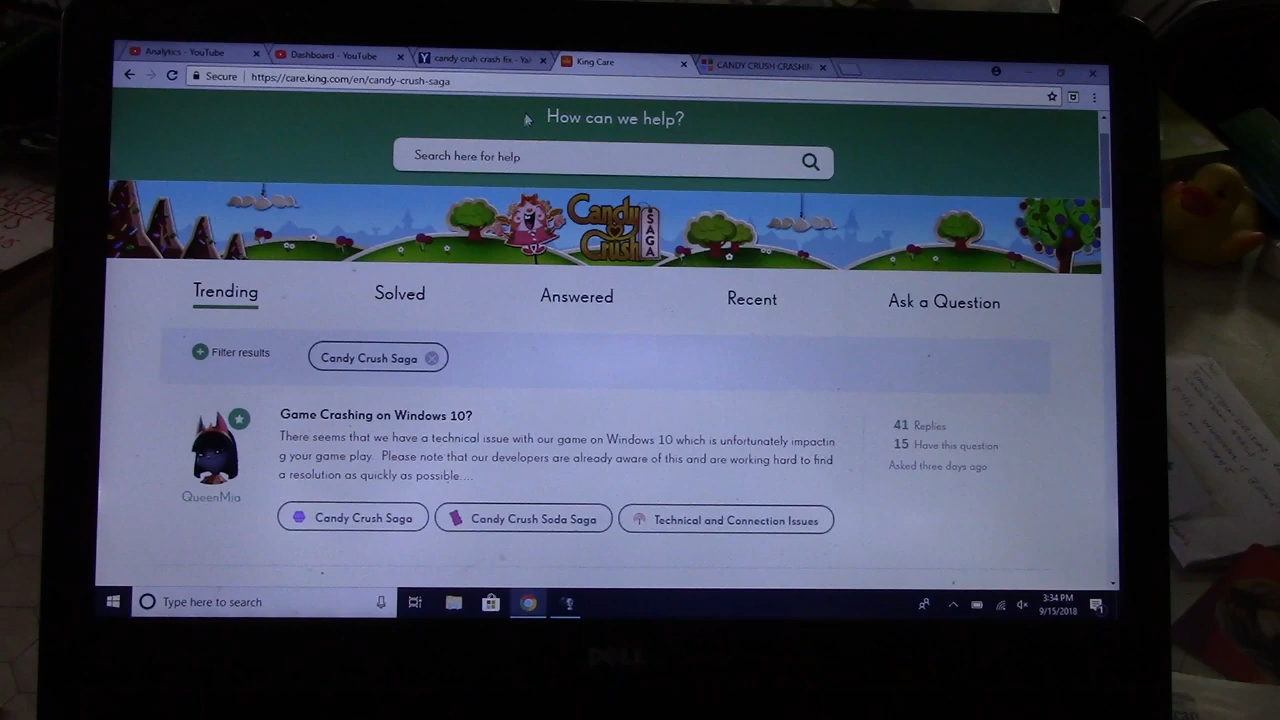 Analytics - YouTube
Dashboard - YouTube
candy cruh crash fix - Ya
King Care
CANDY CRUSH CRASHIN
Secure
https://care.king.com/en/candy-crush-saga
How can we help?
Search here for help
Candy Crush SAGA
Trending
Solved
Answered
Recent
Ask a Question
Filter results
Candy Crush Saga
Game Crashing on Windows 10?
There seems that we have a technical issue with our game on Windows 10 which is unfortunately impactin
g your game play. Please note that our developers are already aware of this and are working hard to find
a resolution as quickly as possible....
41 Replies
15 Have this question
Asked three days ago
QueenMia
Candy Crush Saga
Candy Crush Soda Saga
Technical and Connection Issues
Type here to search
3:34 PM
9/15/2018
1
DELL